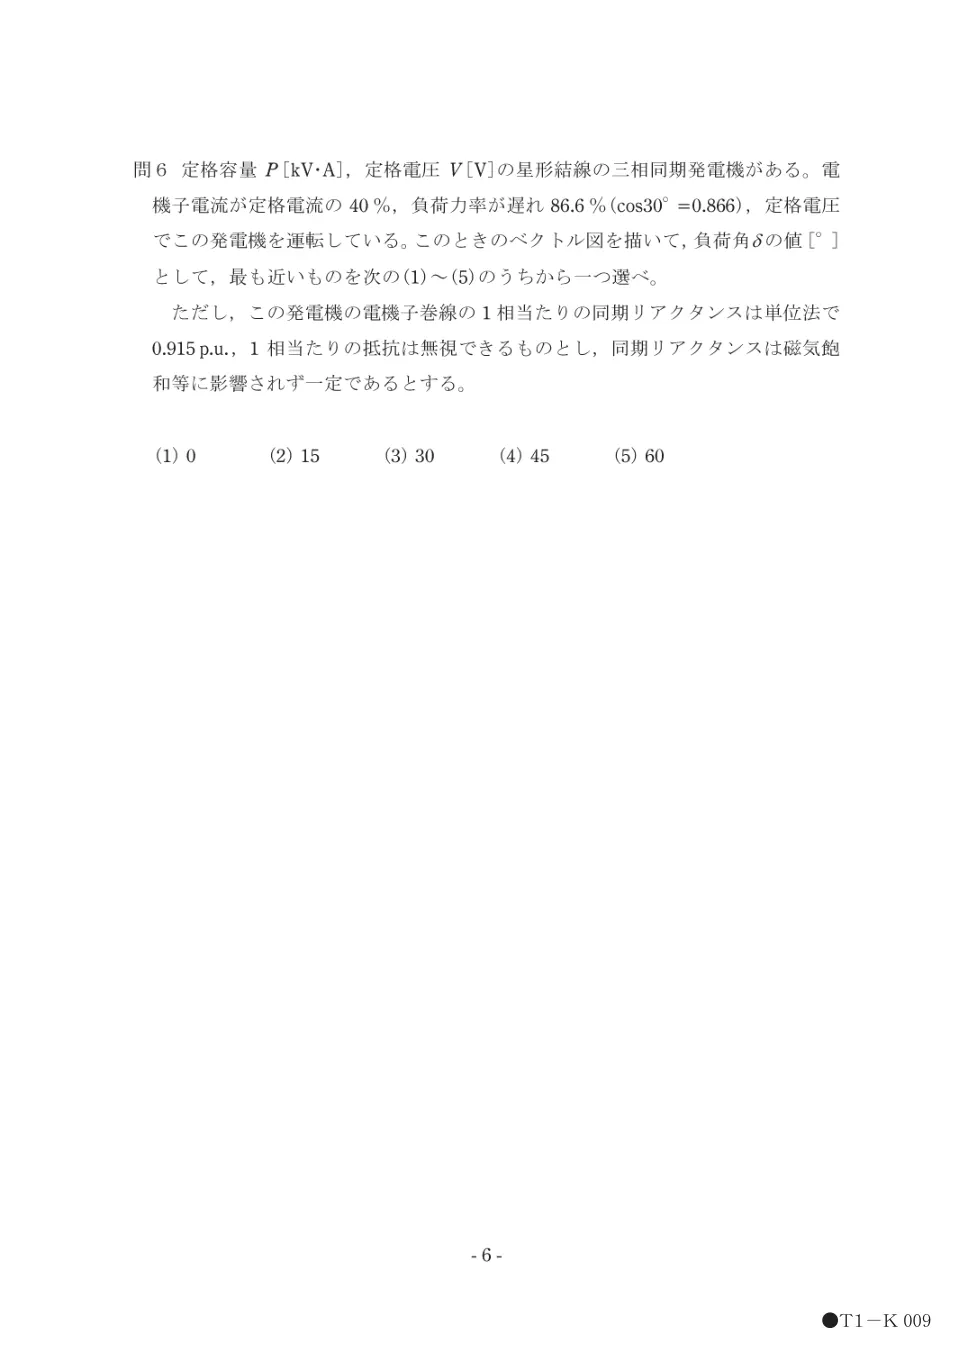 問６ 定格容量 P[kV・A]，定格電圧 V[V]の星形結線の三相同期発電機がある。電
機子電流が定格電流の 40 %，負荷力率が遅れ 86.6 %(cos30°=0.866)，定格電圧
でこの発電機を運転している。このときのベクトル図を描いて，負荷角δの値[°]
として，最も近いものを次の(1)～(5)のうちから一つ選べ。
ただし，この発電機の電機子巻線の 1 相当たりの同期リアクタンスは単位法で
0.915 p.u.，1 相当たりの抵抗は無視できるものとし，同期リアクタンスは磁気飽
和等に影響されず一定であるとする。
(1) 0 (2) 15 (3) 30 (4) 45 (5) 60
- 6 -
●T1－K 009